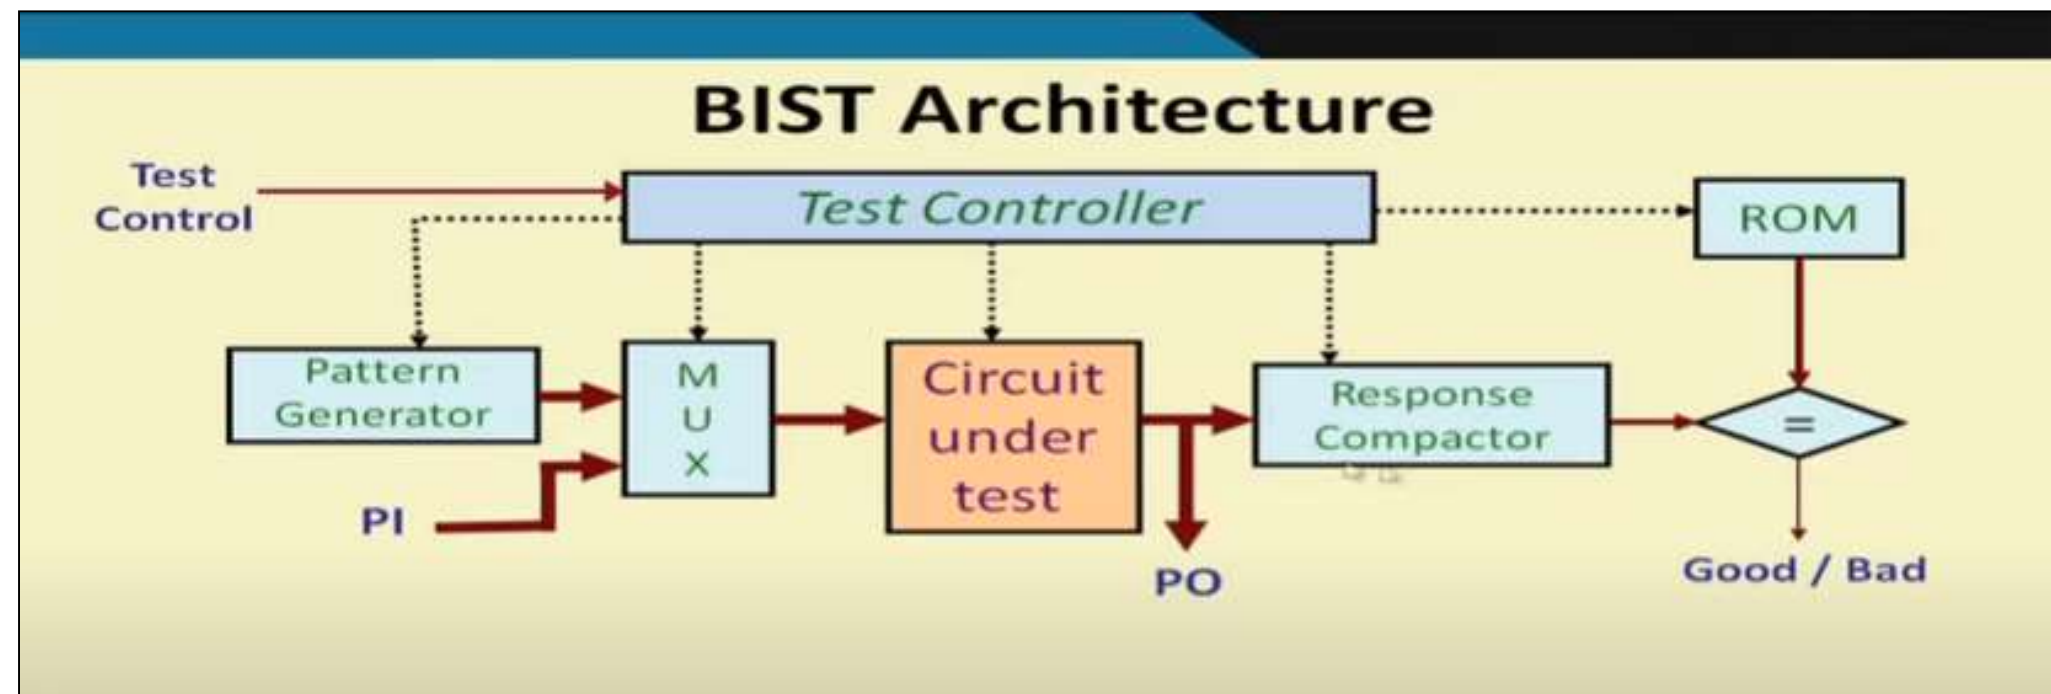 BIST Architecture
Test
Control
Test Controller
ROM
Pattern
Generator
M
U
X
Circuit
under
test
Response
Compactor
=
PI
PO
Good / Bad